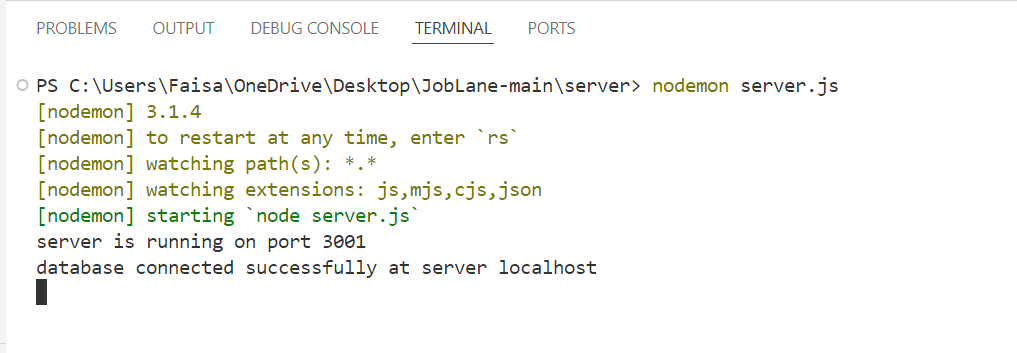 PROBLEMS OUTPUT DEBUG CONSOLE TERMINAL PORTS
PS C:\Users\Faisa\OneDrive\Desktop\JobLane-main\server> nodemon server.js
[nodemon] 3.1.4
[nodemon] to restart at any time, enter `rs`
[nodemon] watching path(s): *.*
[nodemon] watching extensions: js,mjs,cjs,json
[nodemon] starting `node server.js`
server is running on port 3001
database connected successfully at server localhost